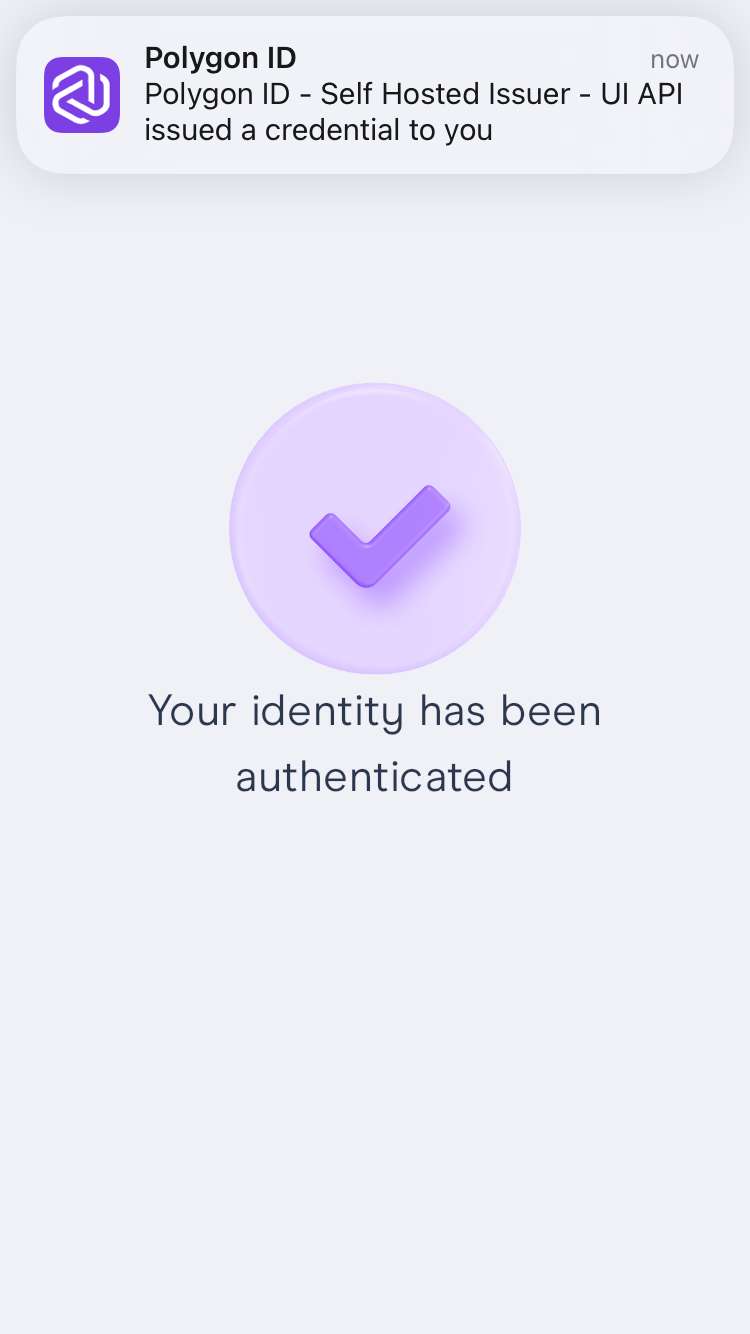 Polygon ID
now
Polygon ID - Self Hosted Issuer - UI API
issued a credential to you
Your identity has been
authenticated